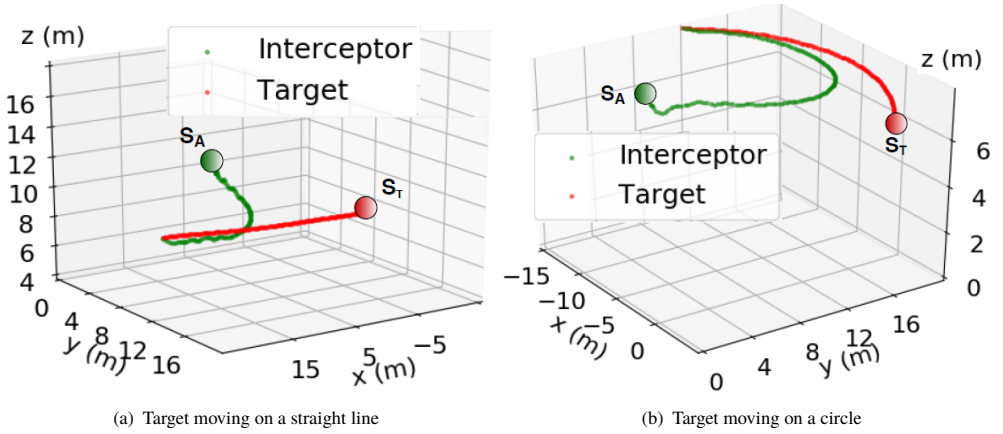 z (m)
Interceptor
Target
16
14
12
10
8
6
4
S_A
S_T
0
4
8
12
16
y (m)
15
5
−5
x (m)
(a) Target moving on a straight line
z (m)
S_A
S_T
Interceptor
Target
6
4
2
0
−15
−10
−5
0
x (m)
0
4
8
12
16
y (m)
(b) Target moving on a circle